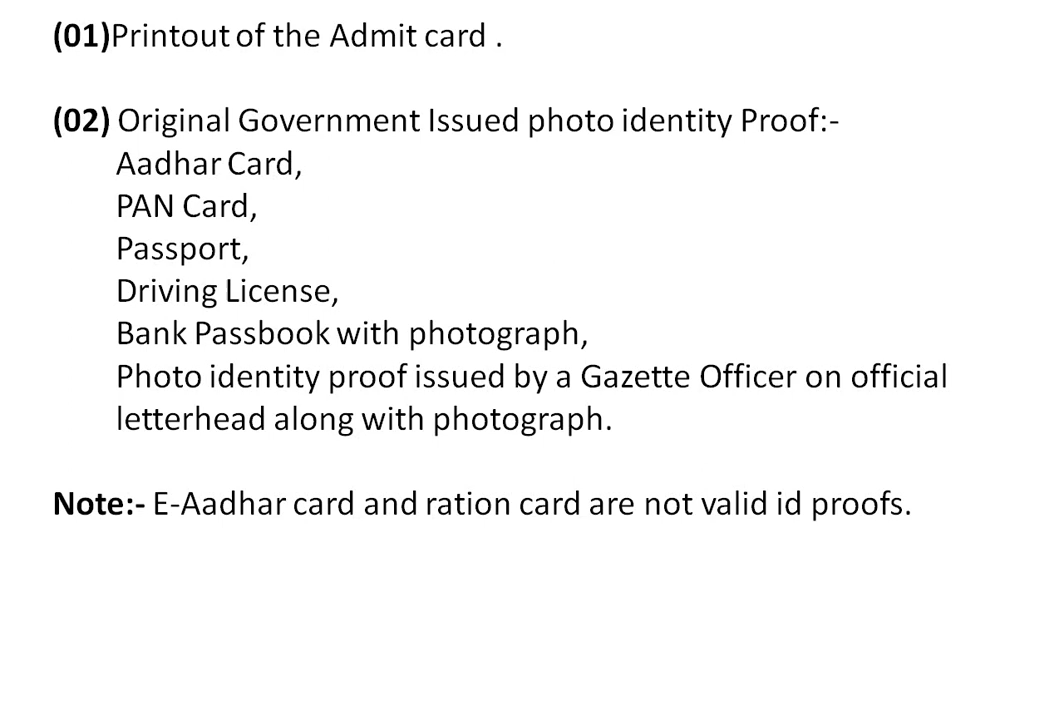 (01)Printout of the Admit card .
(02) Original Government Issued photo identity Proof:-
Aadhar Card,
PAN Card,
Passport,
Driving License,
Bank Passbook with photograph,
Photo identity proof issued by a Gazette Officer on official
letterhead along with photograph.
Note:- E-Aadhar card and ration card are not valid id proofs.